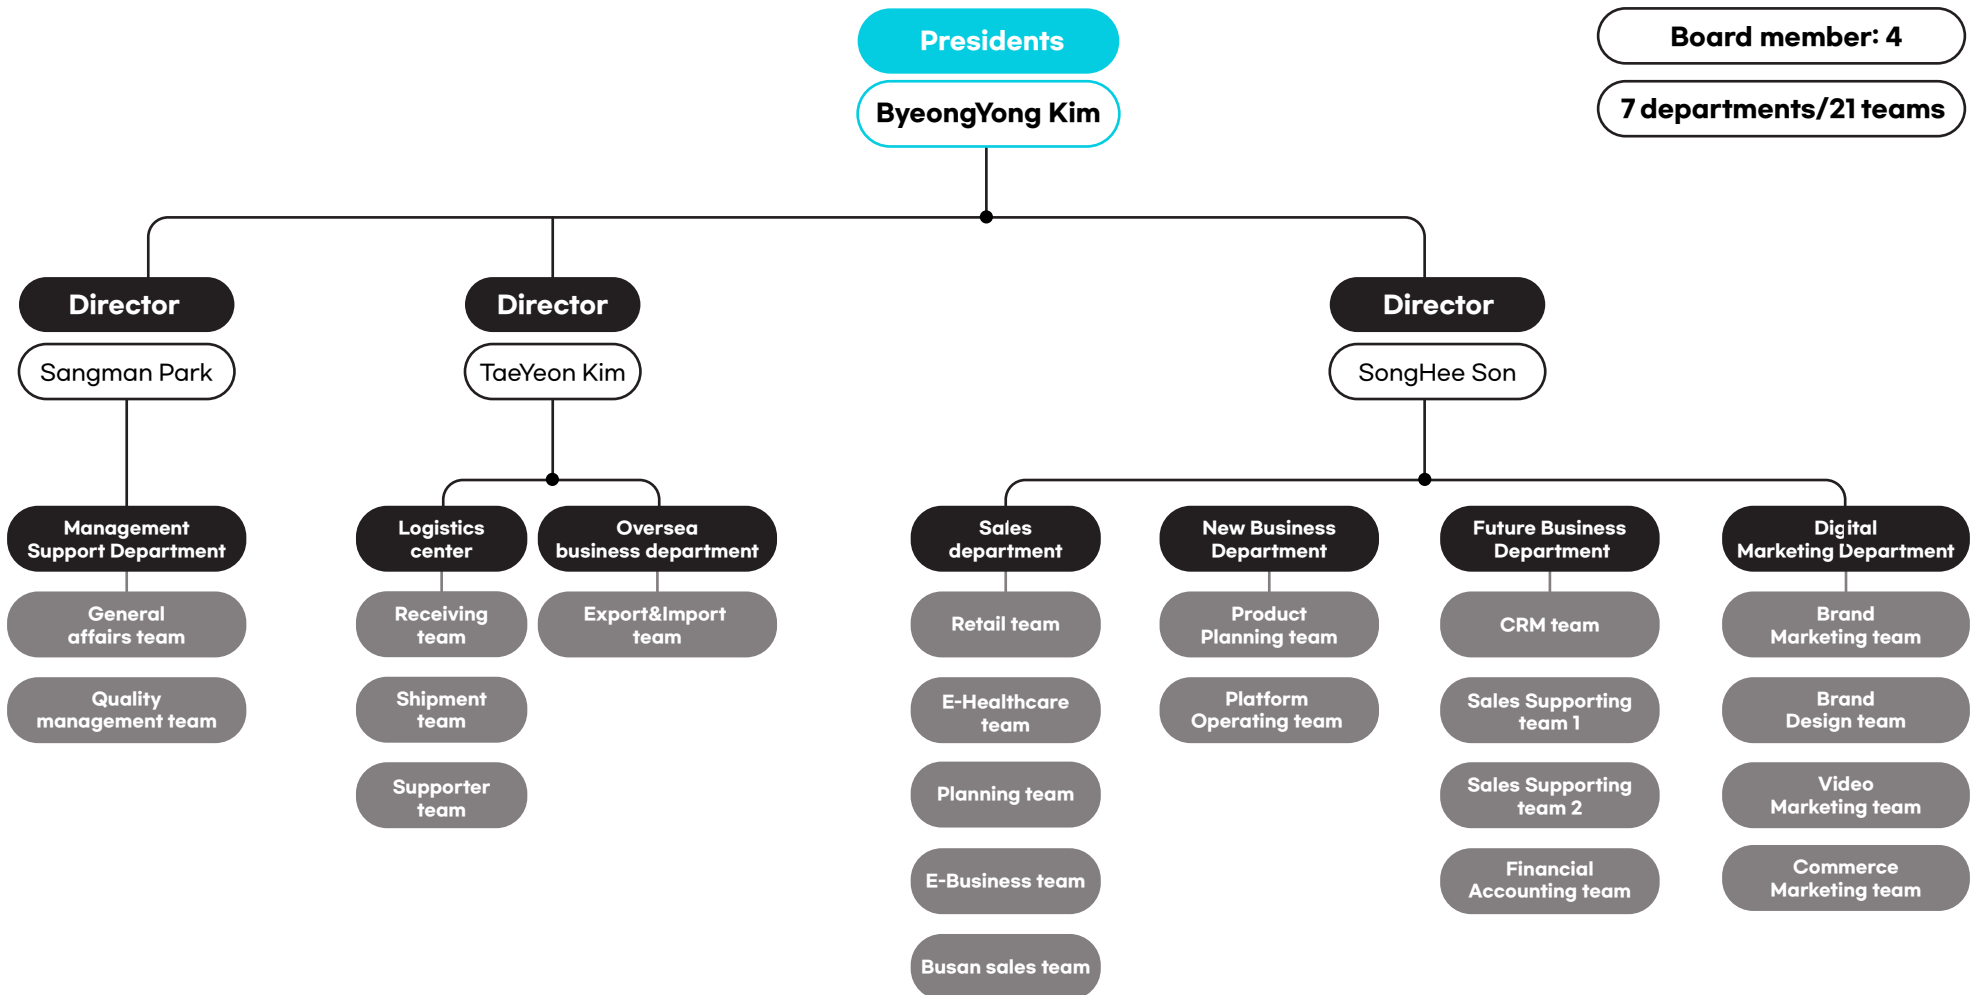 Presidents
ByeongYong Kim
Board member: 4
7 departments/21 teams
Director
Sangman Park
Director
TaeYeon Kim
Director
SongHee Son
Management
Support Department
General
affairs team
Quality
management team
Logistics
center
Receiving
team
Shipment
team
Supporter
team
Oversea
business department
Export&Import
team
Sales
department
Retail team
E-Healthcare
team
Planning team
E-Business team
Busan sales team
New Business
Department
Product
Planning team
Platform
Operating team
Future Business
Department
CRM team
Sales Supporting
team 1
Sales Supporting
team 2
Financial
Accounting team
Digital
Marketing Department
Brand
Marketing team
Brand
Design team
Video
Marketing team
Commerce
Marketing team